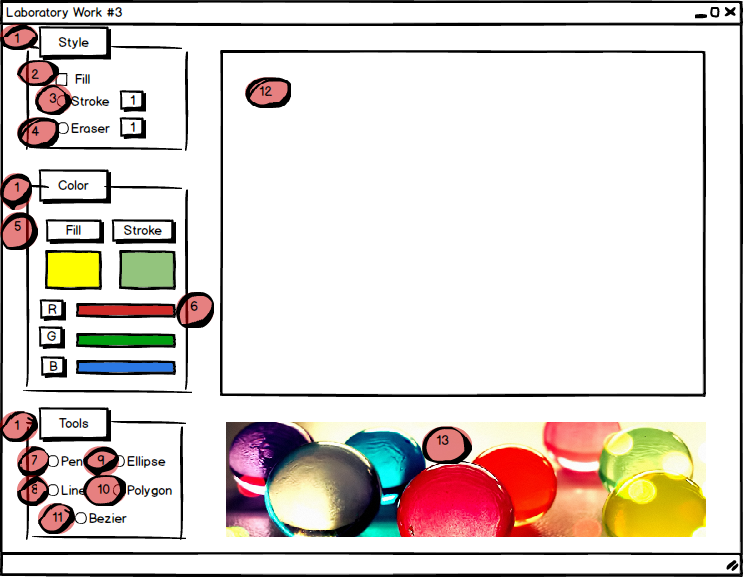 Laboratory Work #3
1 Style
2 Fill
3 Stroke 1
4 Eraser 1
12
1 Color
5 Fill Stroke
R 6
G
B
1 Tools
7 Pen 9 Ellipse
8 Line 10 Polygon
11 Bezier
13